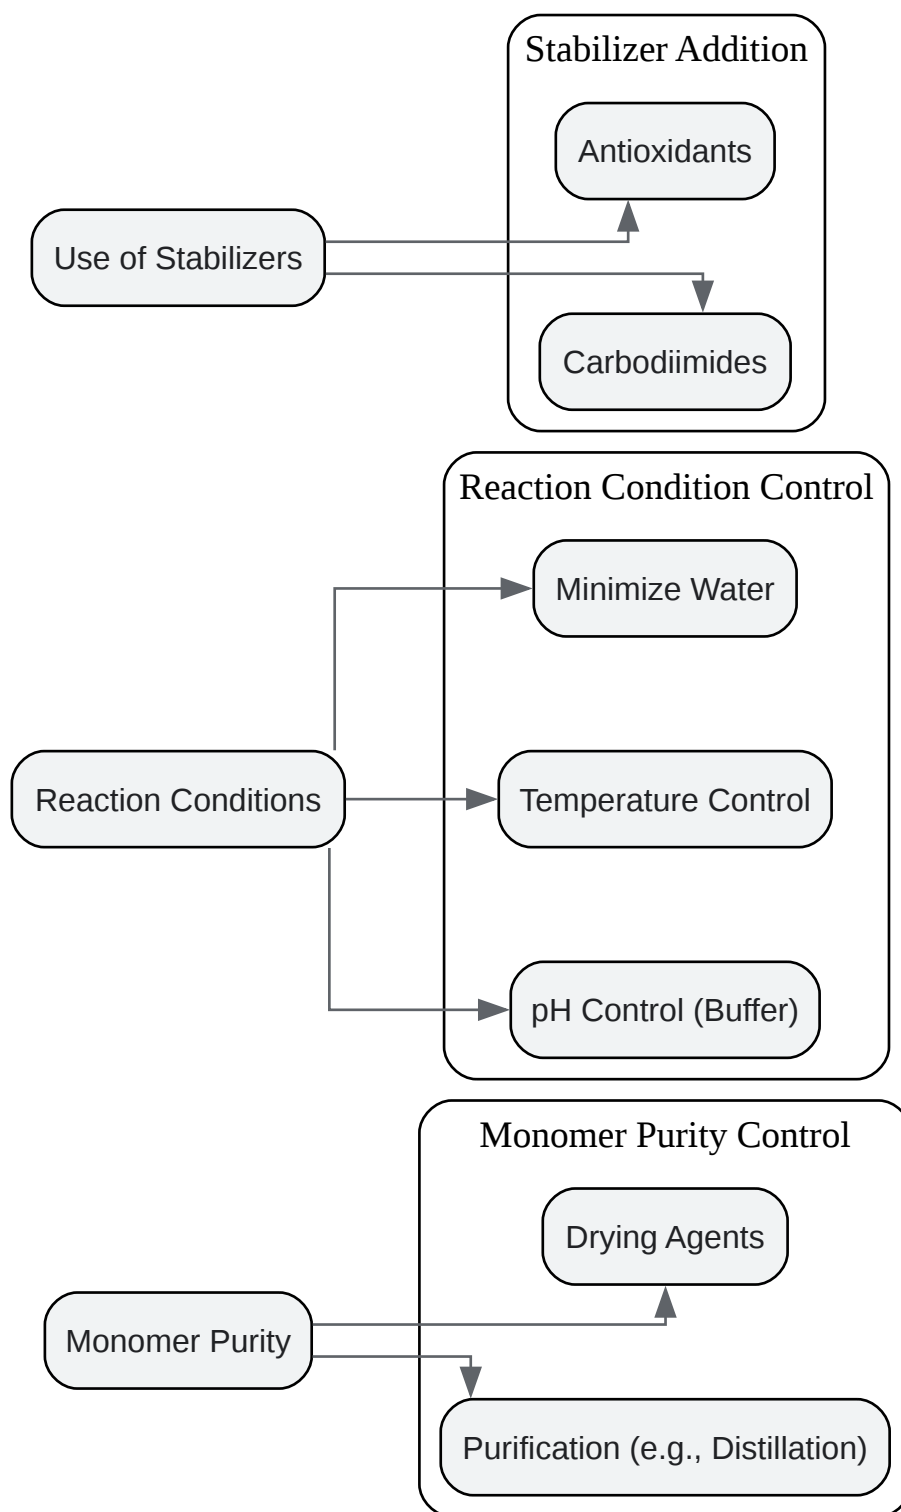 Stabilizer Addition
Antioxidants
Use of Stabilizers
Carbodiimides
Reaction Condition Control
Minimize Water
Reaction Conditions
Temperature Control
pH Control (Buffer)
Monomer Purity Control
Drying Agents
Monomer Purity
Purification (e.g., Distillation)